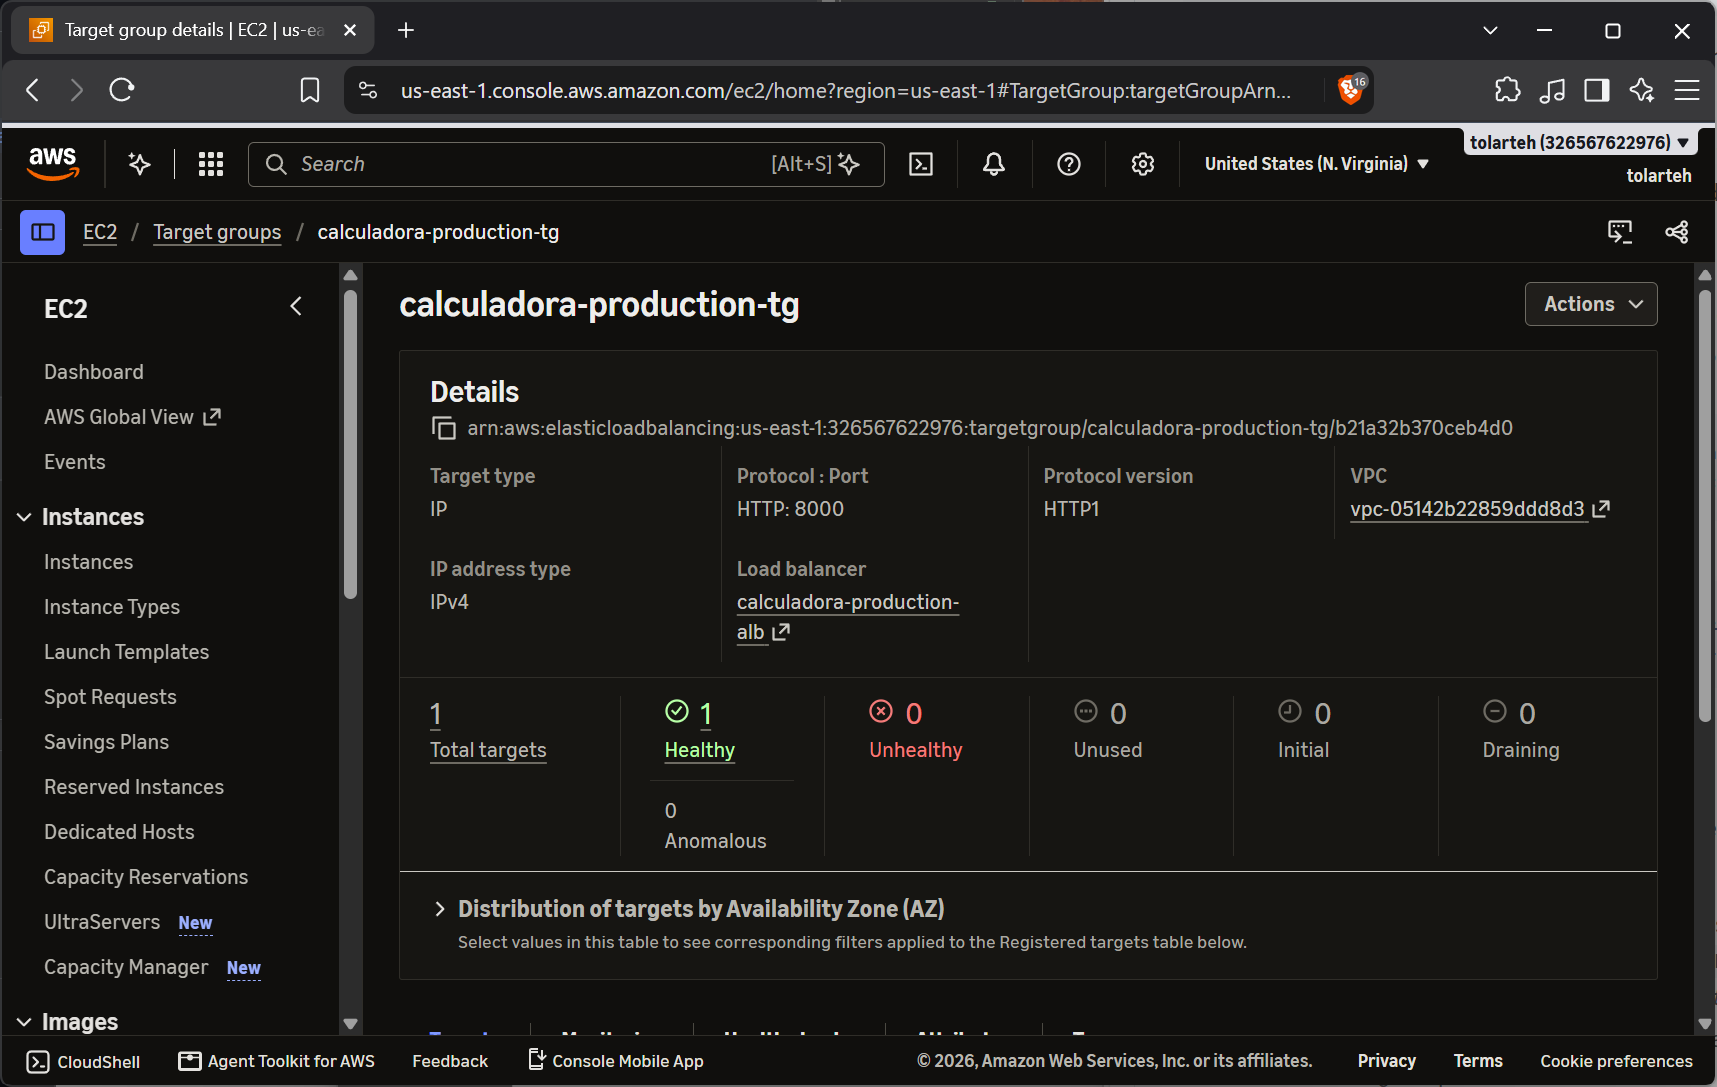 Target group details | EC2 | us-ea
us-east-1.console.aws.amazon.com/ec2/home?region=us-east-1#TargetGroup:targetGroupArn...
16
aws
Search
[Alt+S]
United States (N. Virginia)
tolarteh (326567622976)
tolarteh
EC2 / Target groups / calculadora-production-tg
EC2
Dashboard
AWS Global View
Events
Instances
Instances
Instance Types
Launch Templates
Spot Requests
Savings Plans
Reserved Instances
Dedicated Hosts
Capacity Reservations
UltraServers New
Capacity Manager New
Images
calculadora-production-tg
Actions
Details
arn:aws:elasticloadbalancing:us-east-1:326567622976:targetgroup/calculadora-production-tg/b21a32b370ceb4d0
Target type
IP
Protocol : Port
HTTP: 8000
Protocol version
HTTP1
VPC
vpc-05142b22859ddd8d3
IP address type
IPv4
Load balancer
calculadora-production-
alb
1
Total targets
1
Healthy
0
Anomalous
0
Unhealthy
0
Unused
0
Initial
0
Draining
Distribution of targets by Availability Zone (AZ)
Select values in this table to see corresponding filters applied to the Registered targets table below.
CloudShell
Agent Toolkit for AWS
Feedback
Console Mobile App
© 2026, Amazon Web Services, Inc. or its affiliates.
Privacy
Terms
Cookie preferences